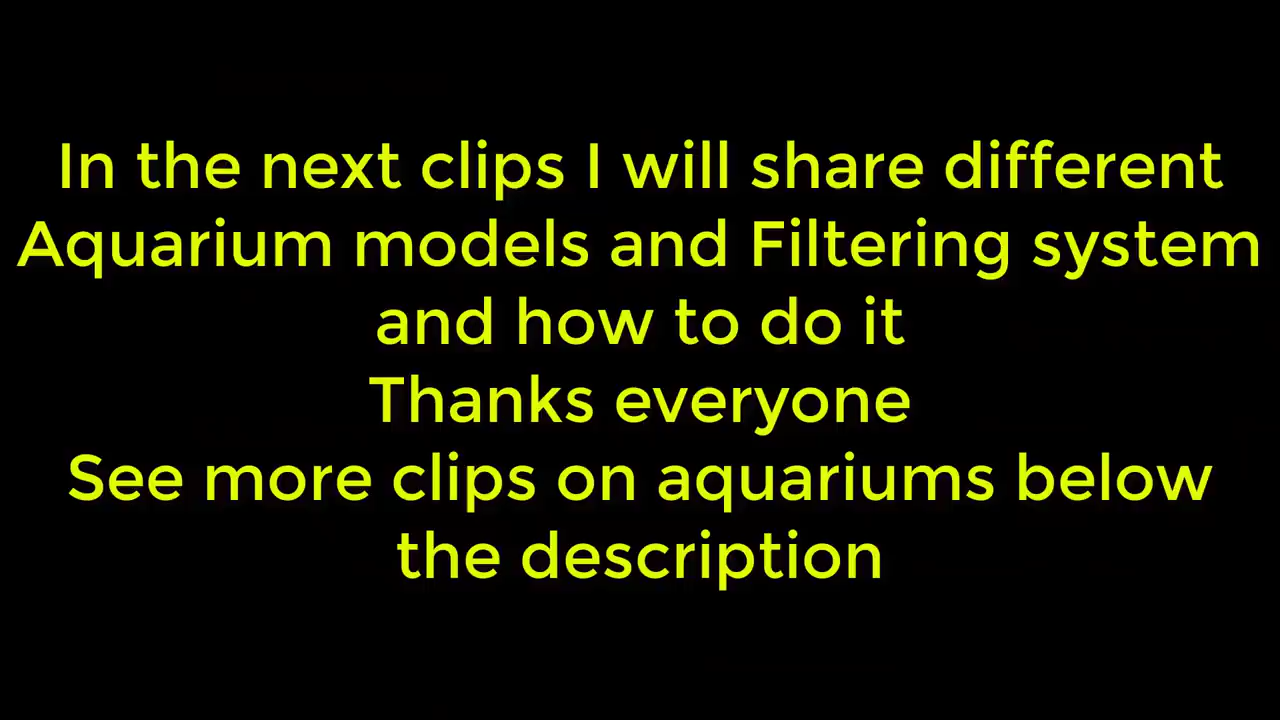 In the next clips I will share different
Aquarium models and Filtering system
and how to do it
Thanks everyone
See more clips on aquariums below
the description